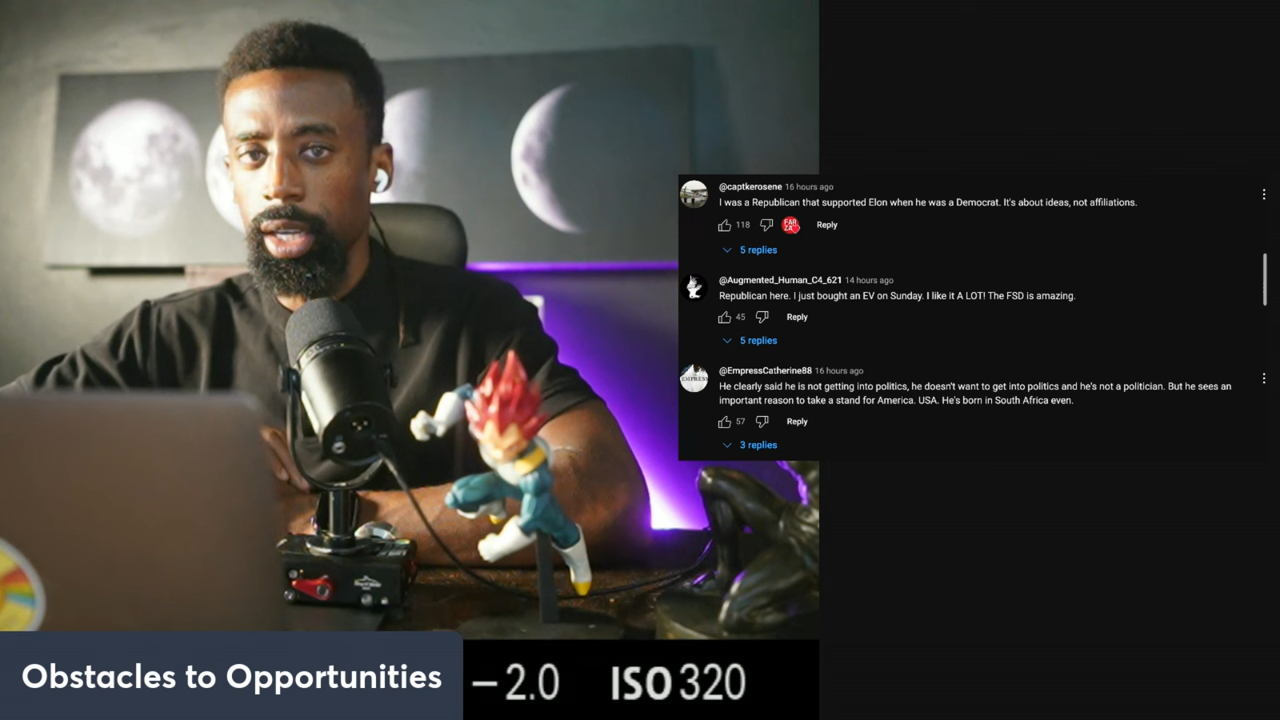 @captkerosene 16 hours ago
I was a Republican that supported Elon when he was a Democrat. It's about ideas, not affiliations.
118 FAR ZA Reply
5 replies
@Augmented_Human_C4_621 14 hours ago
Republican here. I just bought an EV on Sunday. I like it A LOT! The FSD is amazing.
45 Reply
5 replies
EMPRESS
@EmpressCatherine88 16 hours ago
He clearly said he is not getting into politics, he doesn't want to get into politics and he's not a politician. But he sees an
important reason to take a stand for America. USA. He's born in South Africa even.
57 Reply
3 replies
Obstacles to Opportunities
–2.0 ISO 320